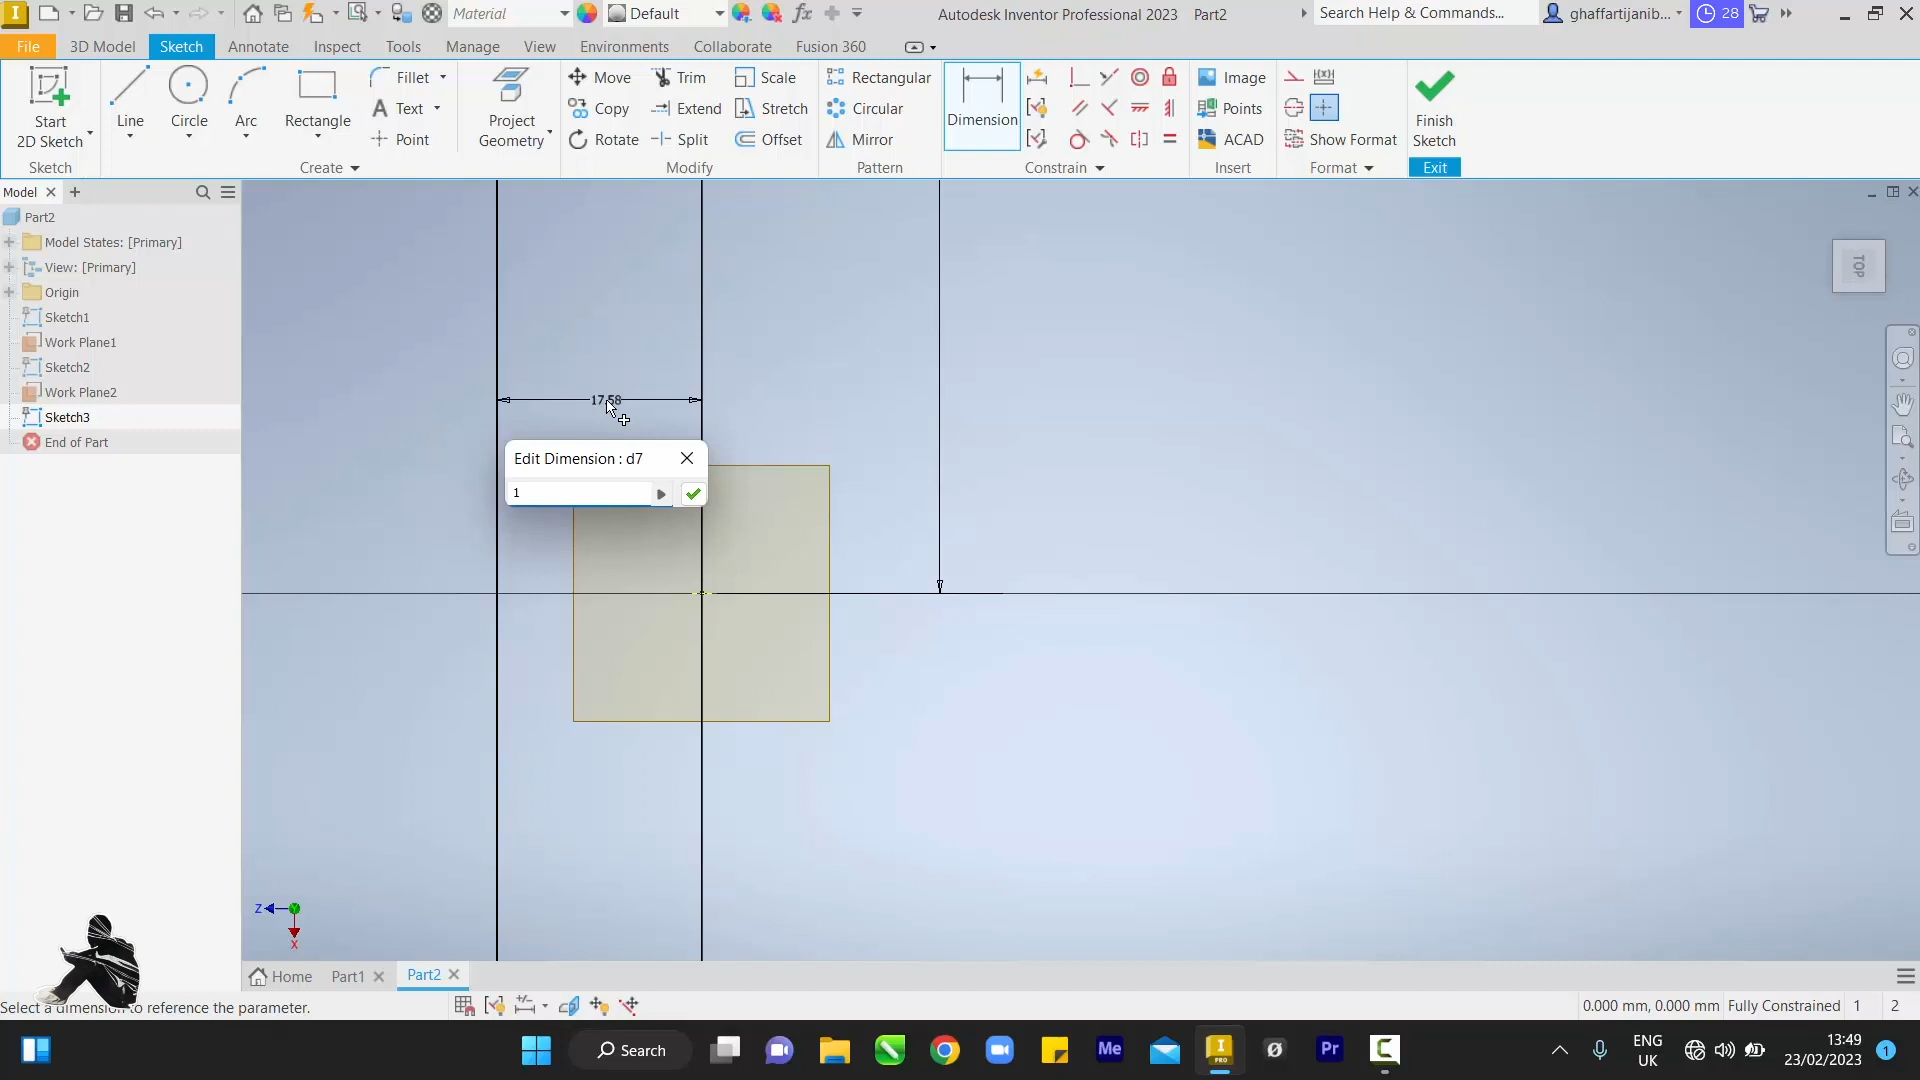 Material
Default
Autodesk Inventor Professional 2023 Part2
Search Help & Commands...
ghaffartijanib...
28
File
3D Model
Sketch
Annotate
Inspect
Tools
Manage
View
Environments
Collaborate
Fusion 360
Start
2D Sketch
Line
Circle
Arc
Rectangle
Fillet
Text
Point
Project
Geometry
Move
Copy
Rotate
Trim
Extend
Split
Scale
Stretch
Offset
Rectangular
Circular
Mirror
Dimension
Image
Points
ACAD
Show Format
Finish
Sketch
Sketch
Create
Modify
Pattern
Constrain
Insert
Format
Exit
Model
Part2
Model States: [Primary]
View: [Primary]
Origin
Sketch1
Work Plane1
Sketch2
Work Plane2
Sketch3
End of Part
17.58
Edit Dimension : d7
1
TOP
Z
X
Home
Part1
Part2
Select a dimension to reference the parameter.
0.000 mm, 0.000 mm
Fully Constrained
1
2
Search
Me
Pr
ENG
UK
13:49
23/02/2023
1